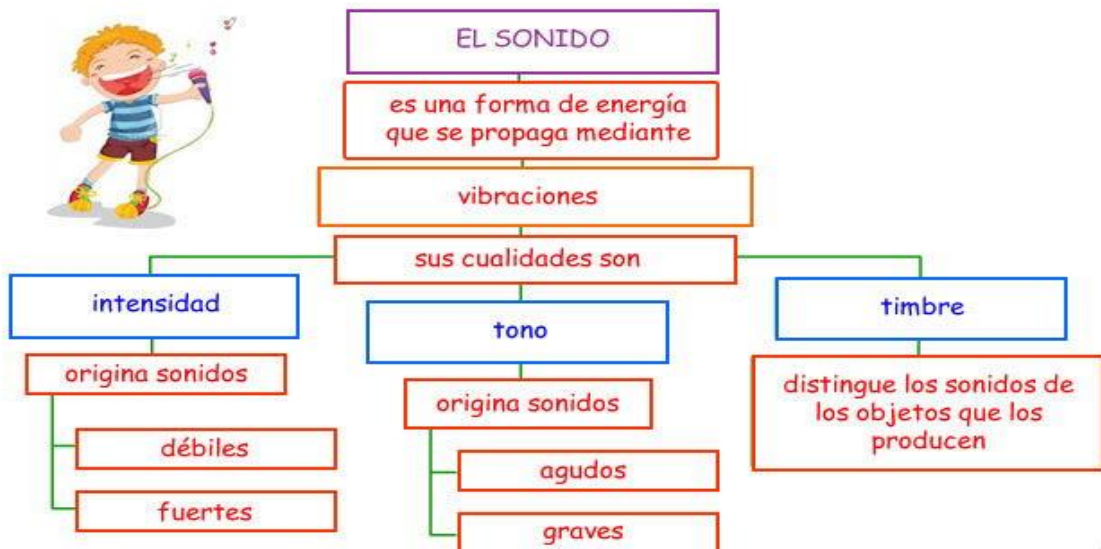 EL SONIDO
es una forma de energía
que se propaga mediante
vibraciones
sus cualidades son
intensidad
origina sonidos
débiles
fuertes
tono
origina sonidos
agudos
graves
timbre
distingue los sonidos de
los objetos que los
producen